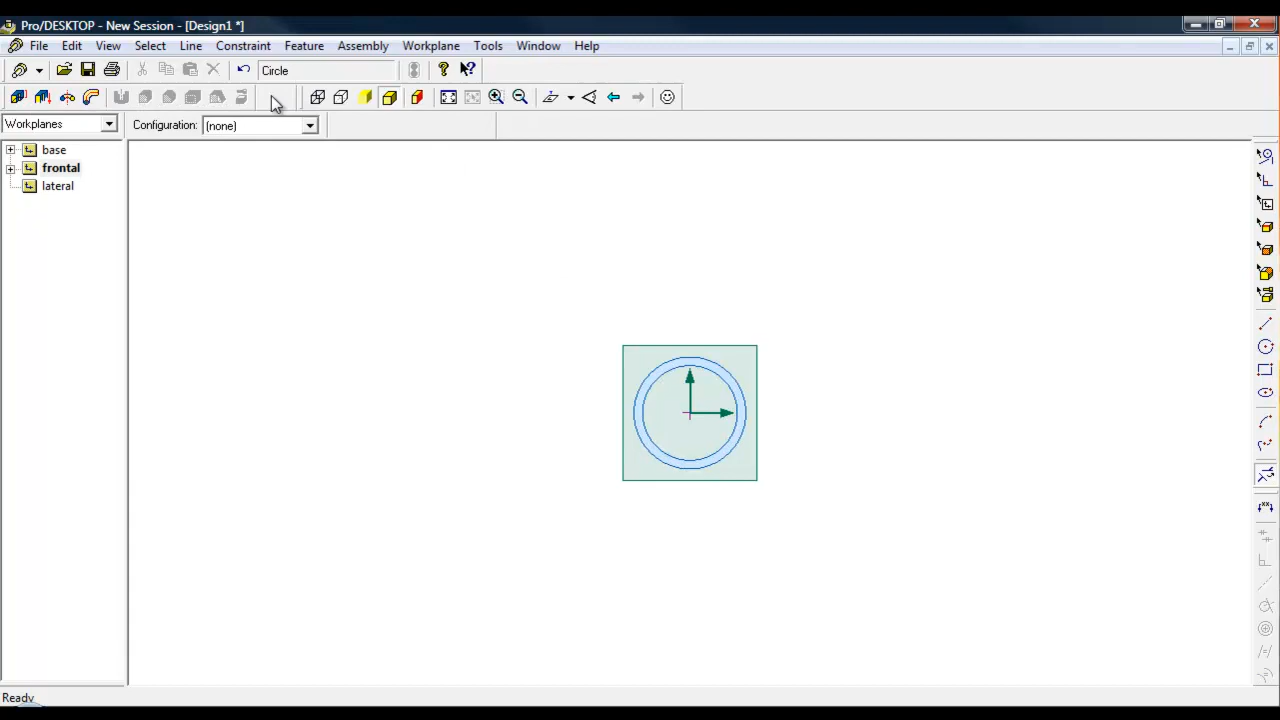 Pro/DESKTOP - New Session - [Design1 *]
File Edit View Select Line Constraint Feature Assembly Workplane Tools Window Help
Circle
Workplanes Configuration: (none)
base
frontal
lateral
Ready